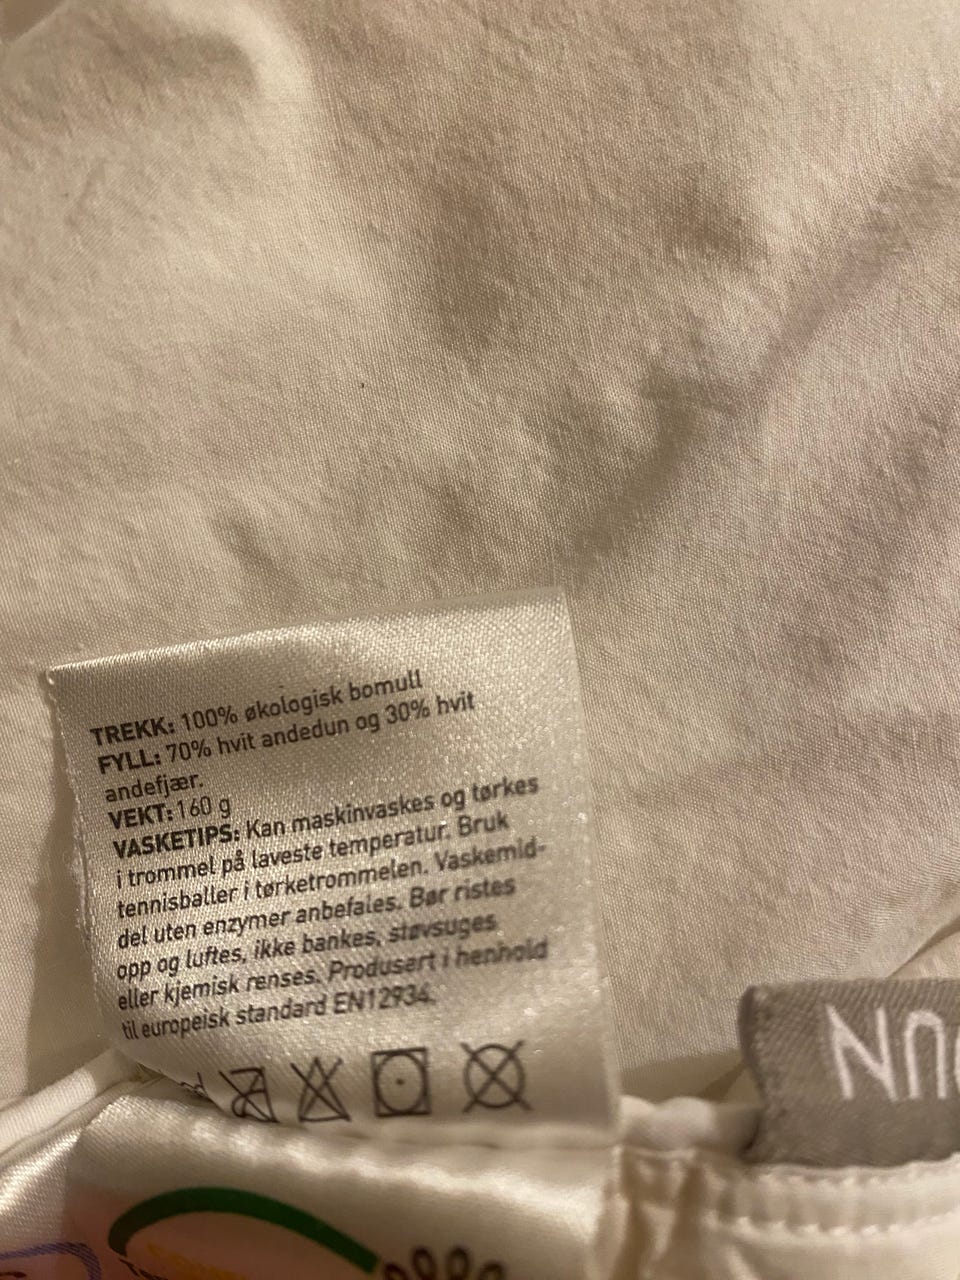 TREKK: 100% økologisk bomull
FYLL: 70% hvit andedun og 30% hvit
andefjær.
VEKT: 160 g
VASKETIPS: Kan maskinvaskes og tørkes
i trommel på laveste temperatur. Bruk
tennisballer i tørketrommelen. Vaskemid-
del uten enzymer anbefales. Bør ristes
opp og luftes, ikke bankes, støvsuges
eller kjemisk renses. Produsert i henhold
til europeisk standard EN12934.